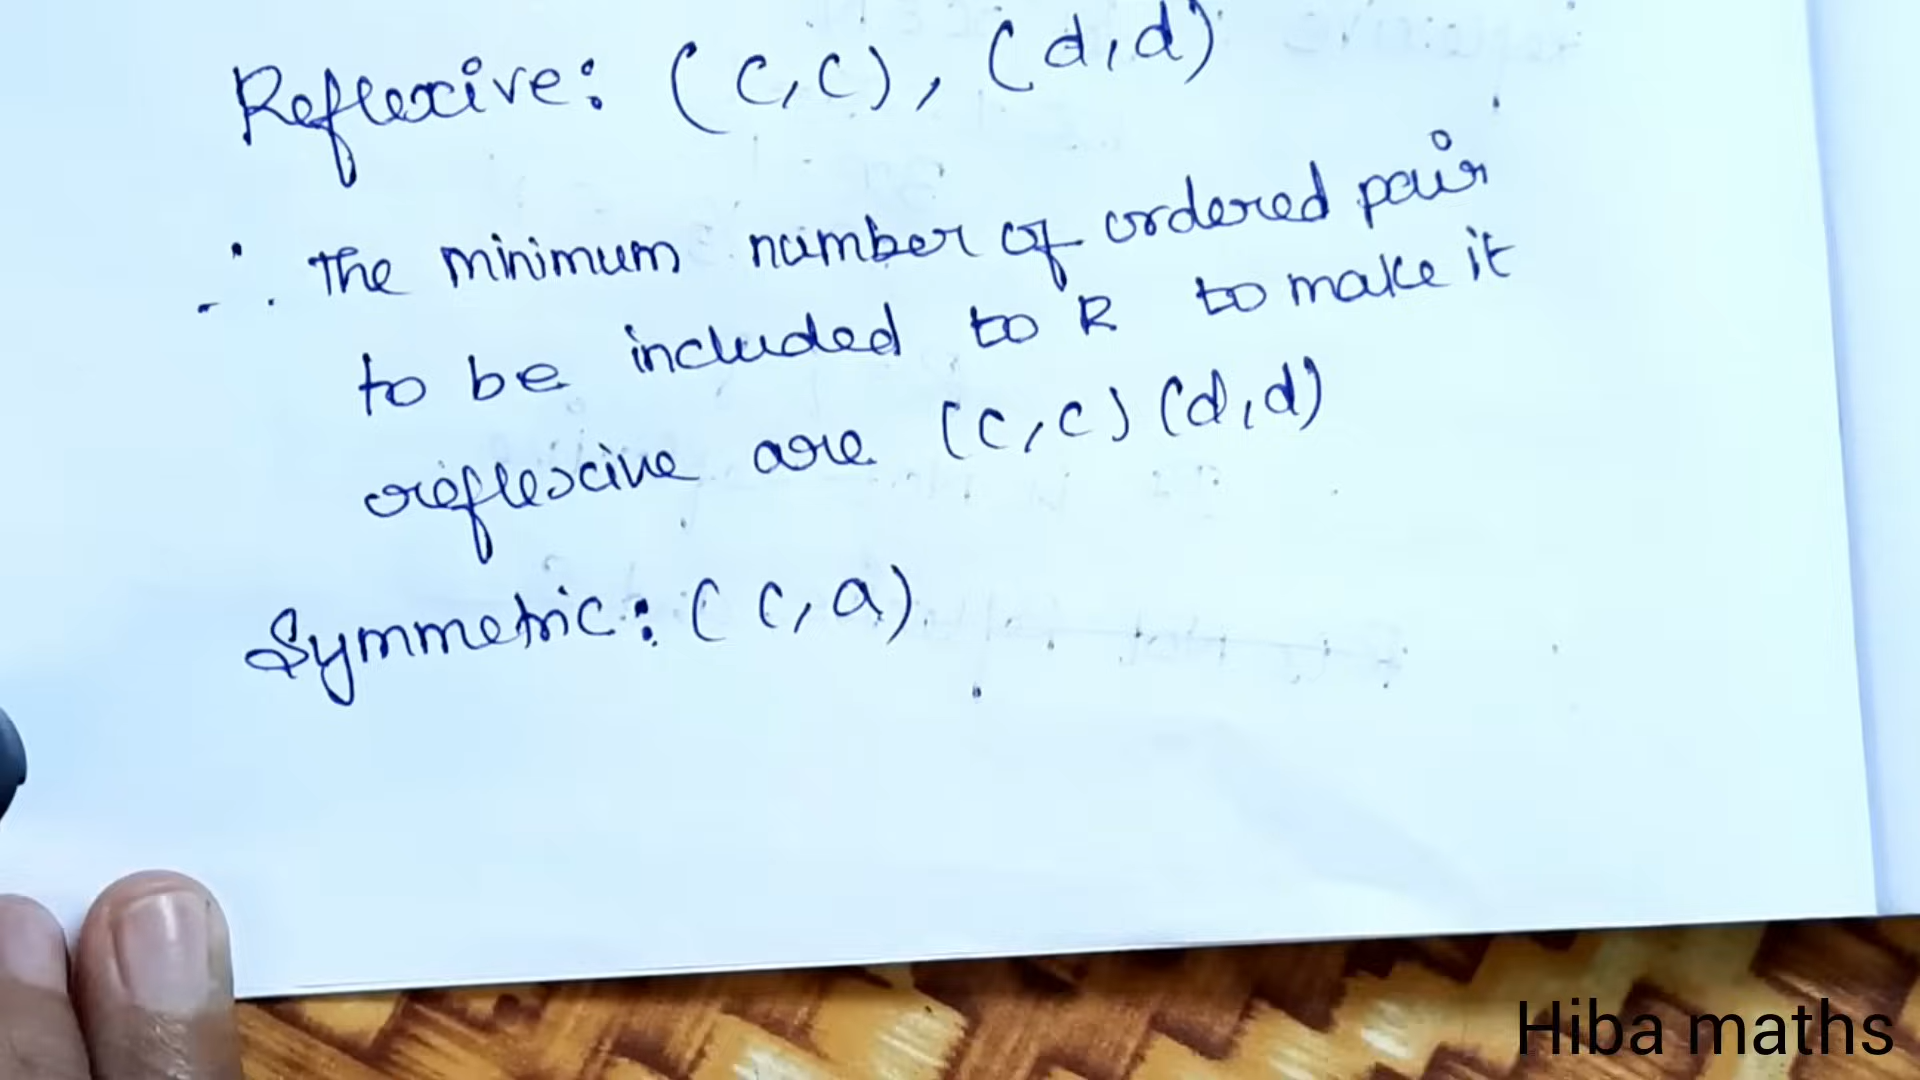 Reflexive: (c,c), (d,d)
∴ The minimum number of ordered pair
to be included to R to make it
reflexive are (c,c) (d,d)
Symmetric: (c,a)
Hiba maths